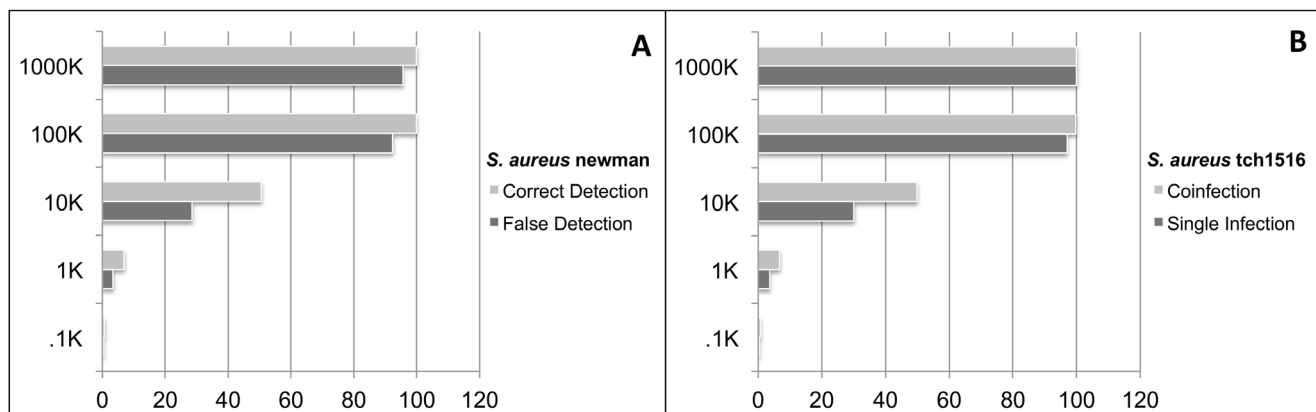 A
1000K
100K
10K
1K
.1K
0 20 40 60 80 100 120
S. aureus newman
Correct Detection
False Detection
B
1000K
100K
10K
1K
.1K
0 20 40 60 80 100 120
S. aureus tch1516
Coinfection
Single Infection